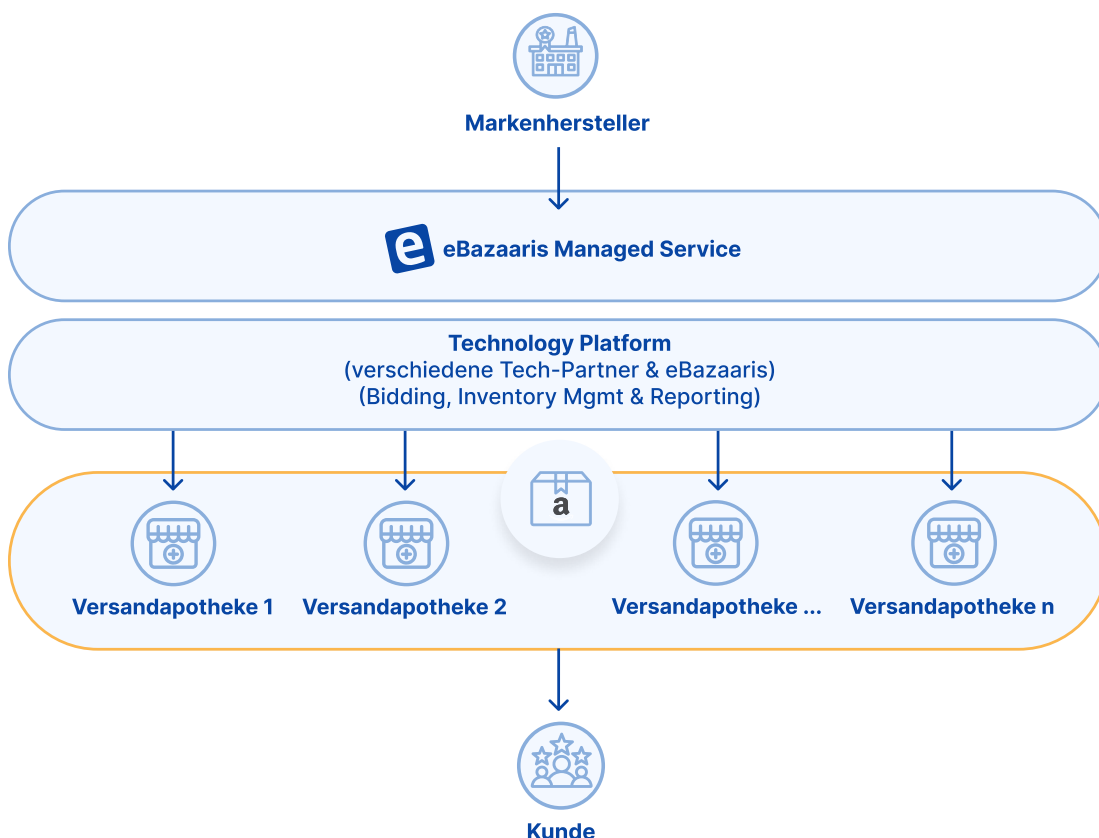 Markenhersteller
e eBazaaris Managed Service
Technology Platform
(verschiedene Tech-Partner & eBazaaris)
(Bidding, Inventory Mgmt & Reporting)
a
Versandapotheke 1 Versandapotheke 2 Versandapotheke ... Versandapotheke n
Kunde